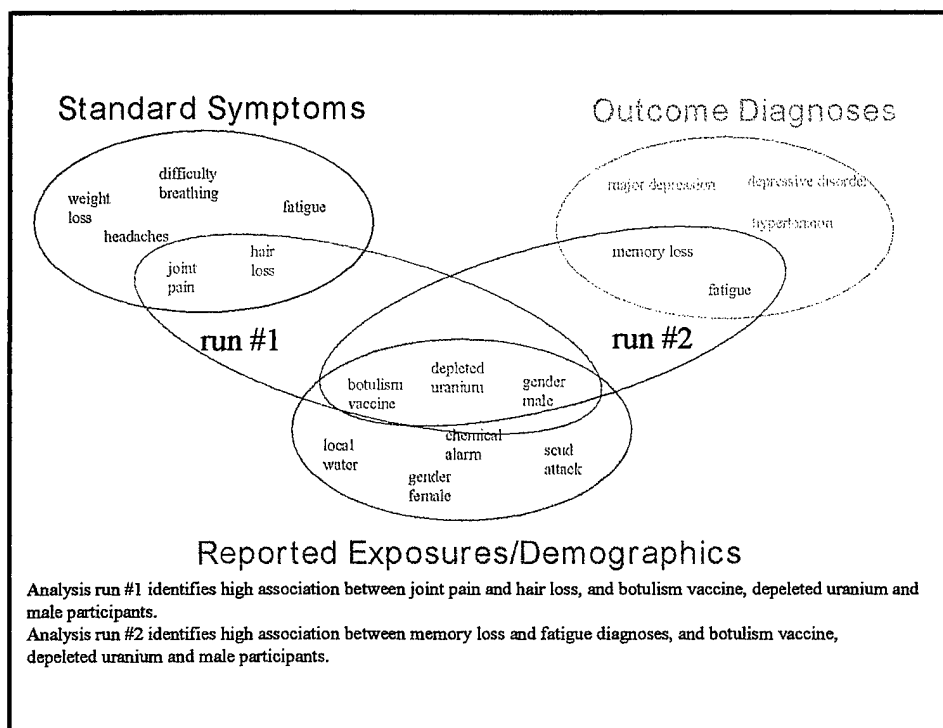 Standard Symptoms
Outcome Diagnoses
difficulty
breathing
weight
loss
fatigue
headaches
hair
loss
joint
pain
major depression
depressive disorder
hypertension
memory loss
fatigue
run #1
run #2
depleted
uranium
botulism
vaccine
gender
male
chemical
alarm
local
water
scud
attack
gender
female
Reported Exposures/Demographics
Analysis run #1 identifies high association between joint pain and hair loss, and botulism vaccine, depeleted uranium and
male participants.
Analysis run #2 identifies high association between memory loss and fatigue diagnoses, and botulism vaccine,
depeleted uranium and male participants.